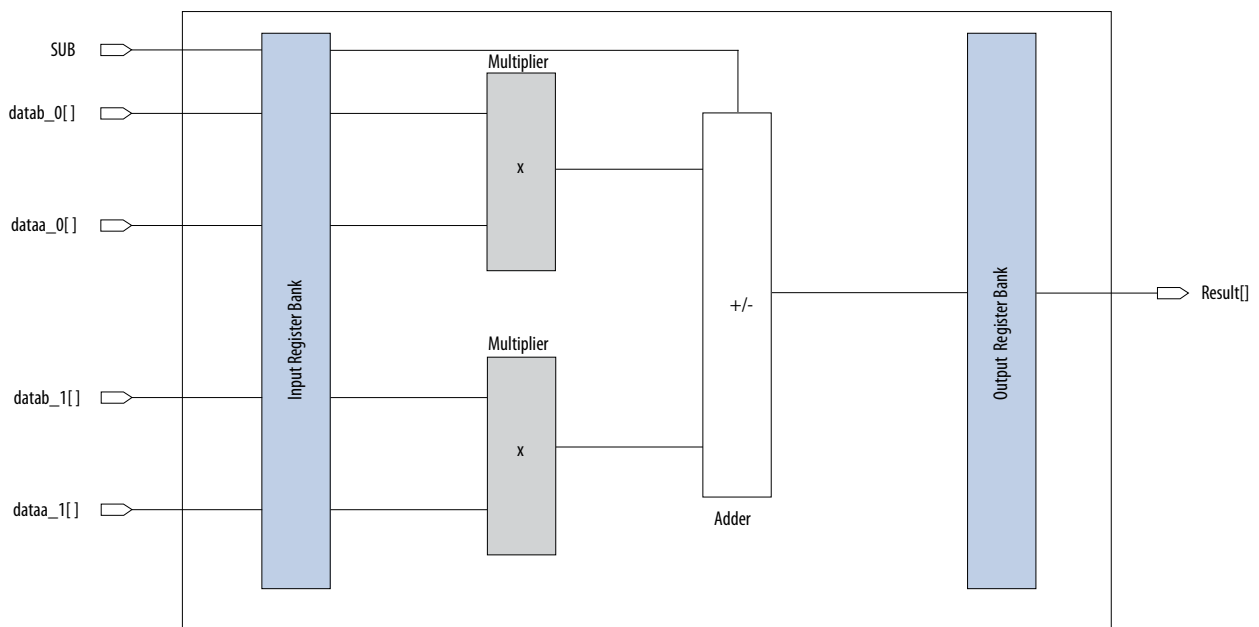 SUB
Multiplier
datab_0[ ]
x
dataa_0[ ]
Input Register Bank
+/-
Output Register Bank
Result[]
Multiplier
datab_1[ ]
x
dataa_1[ ]
Adder